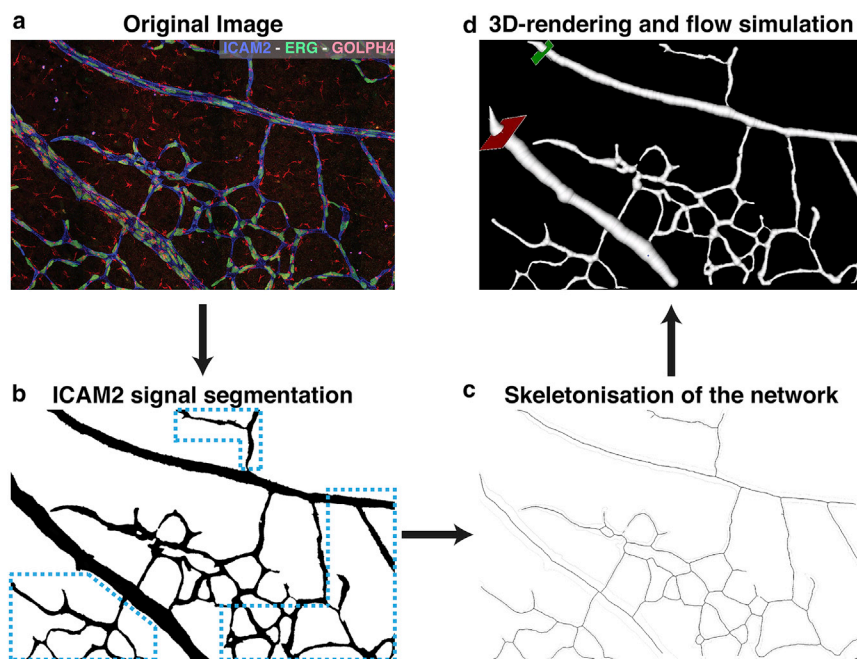 a Original Image
ICAM2 - ERG - GOLPH4
d 3D-rendering and flow simulation
b ICAM2 signal segmentation
c Skeletonisation of the network